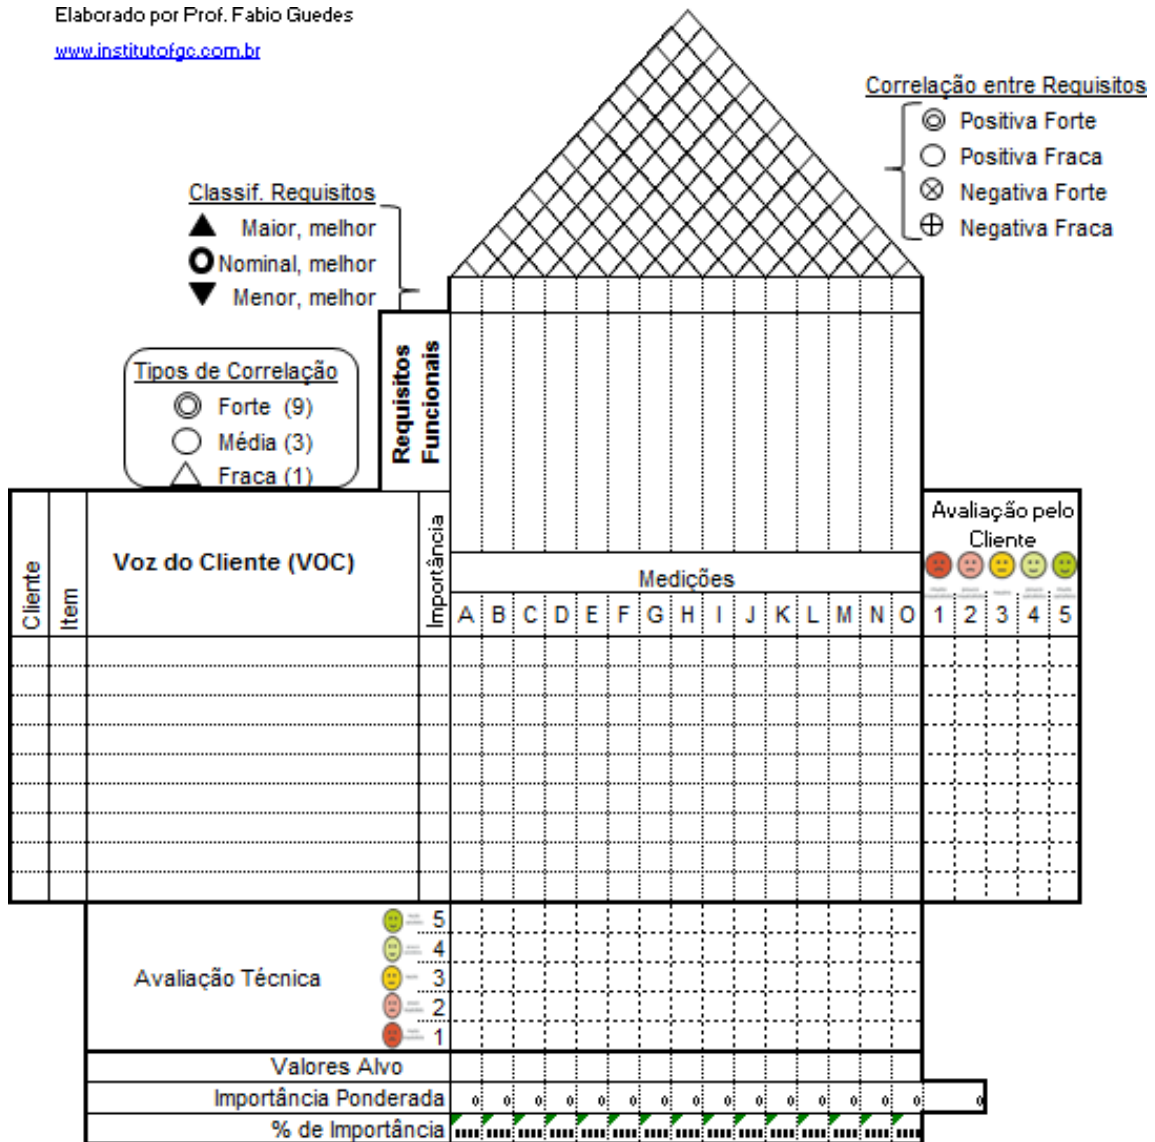 Elaborado por Prof. Fabio Guedes
www.institutofgc.com.br
Correlação entre Requisitos
Positiva Forte
Positiva Fraca
Negativa Forte
Negativa Fraca
Classif. Requisitos
Maior, melhor
Nominal, melhor
Menor, melhor
Tipos de Correlação
Forte (9)
Média (3)
Fraca (1)
Requisitos
Funcionais
Cliente
Item
Voz do Cliente (VOC)
Importância
Medições
A B C D E F G H I J K L M N O
Avaliação pelo
Cliente
1 2 3 4 5
Avaliação Técnica
5
4
3
2
1
Valores Alvo
Importância Ponderada 0 0 0 0 0 0 0 0 0 0 0 0 0 0 0 0
% de Importância